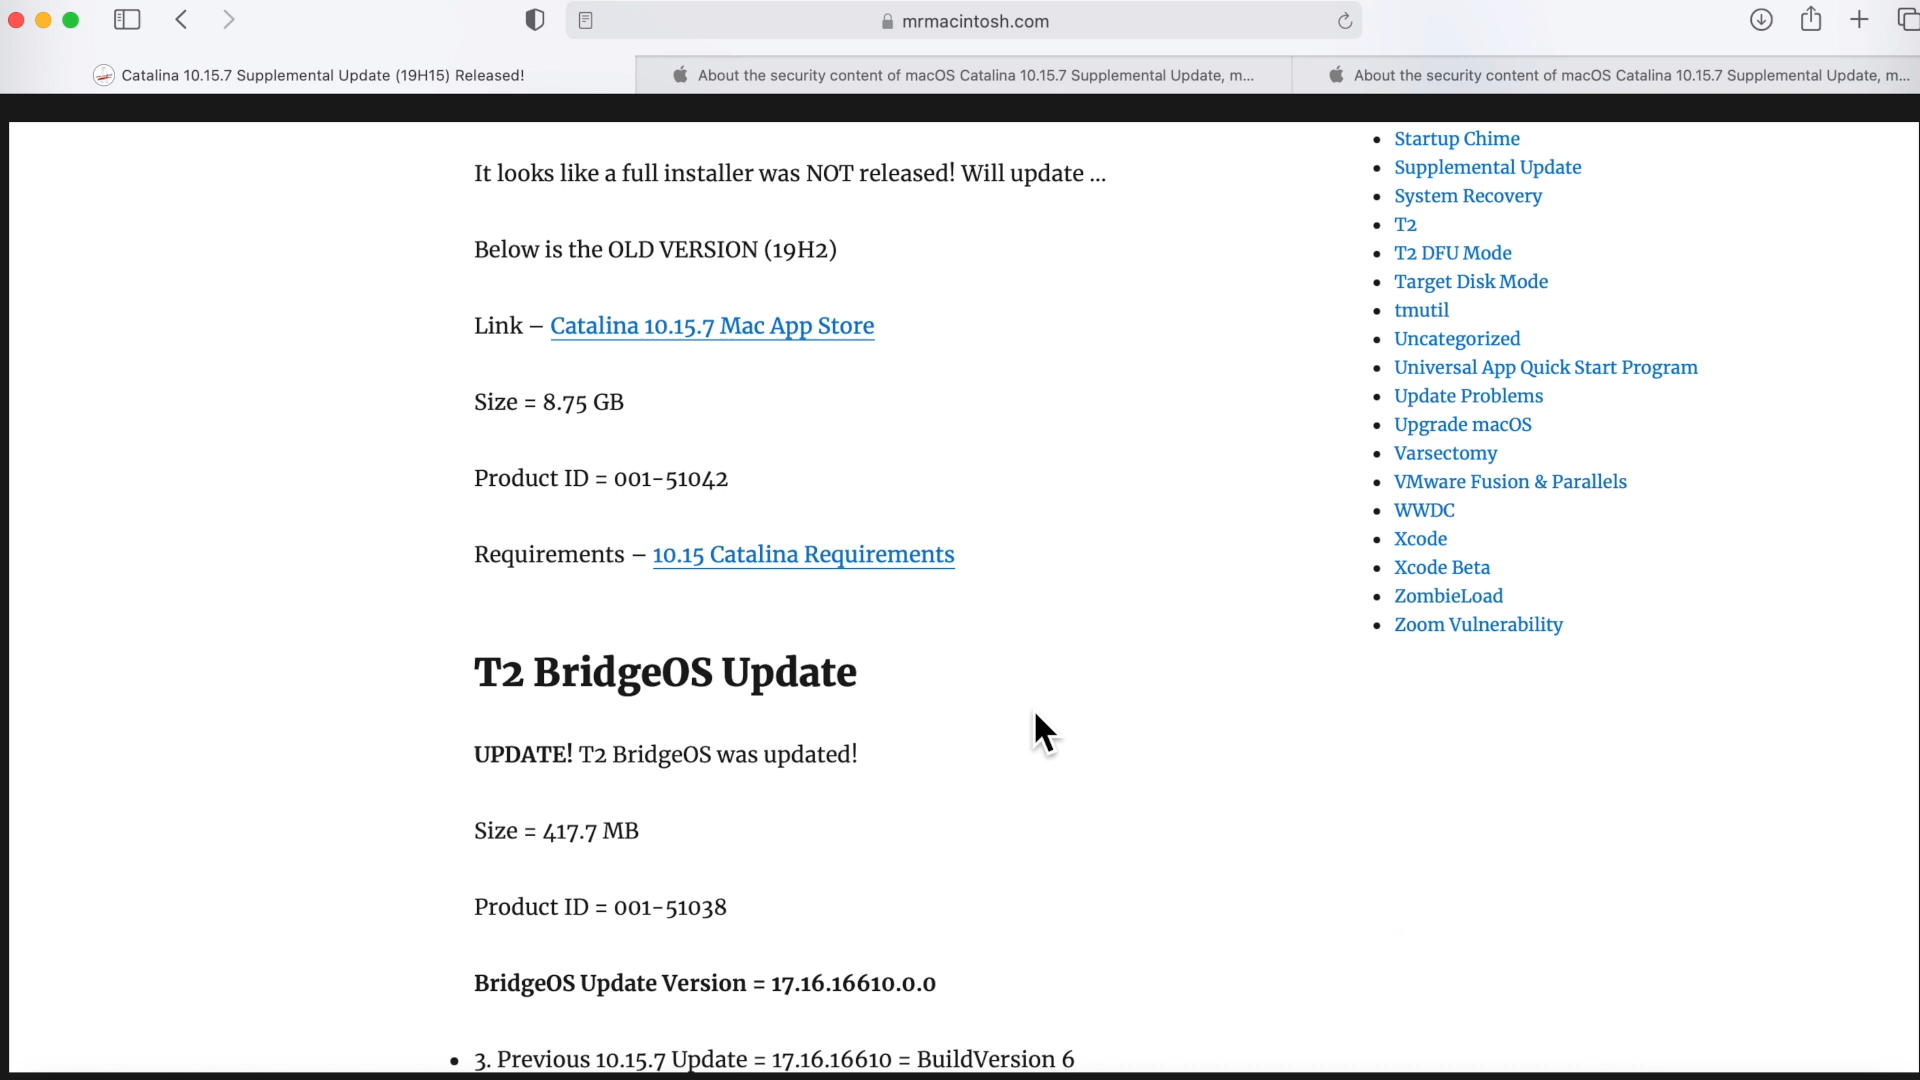 mrmacintosh.com
Catalina 10.15.7 Supplemental Update (19H15) Released!
About the security content of macOS Catalina 10.15.7 Supplemental Update, m...
About the security content of macOS Catalina 10.15.7 Supplemental Update, m...
It looks like a full installer was NOT released! Will update ...
Below is the OLD VERSION (19H2)
Link – Catalina 10.15.7 Mac App Store
Size = 8.75 GB
Product ID = 001-51042
Requirements – 10.15 Catalina Requirements
T2 BridgeOS Update
UPDATE! T2 BridgeOS was updated!
Size = 417.7 MB
Product ID = 001-51038
BridgeOS Update Version = 17.16.16610.0.0
• 3. Previous 10.15.7 Update = 17.16.16610 = BuildVersion 6
• Startup Chime
• Supplemental Update
• System Recovery
• T2
• T2 DFU Mode
• Target Disk Mode
• tmutil
• Uncategorized
• Universal App Quick Start Program
• Update Problems
• Upgrade macOS
• Varsectomy
• VMware Fusion & Parallels
• WWDC
• Xcode
• Xcode Beta
• ZombieLoad
• Zoom Vulnerability